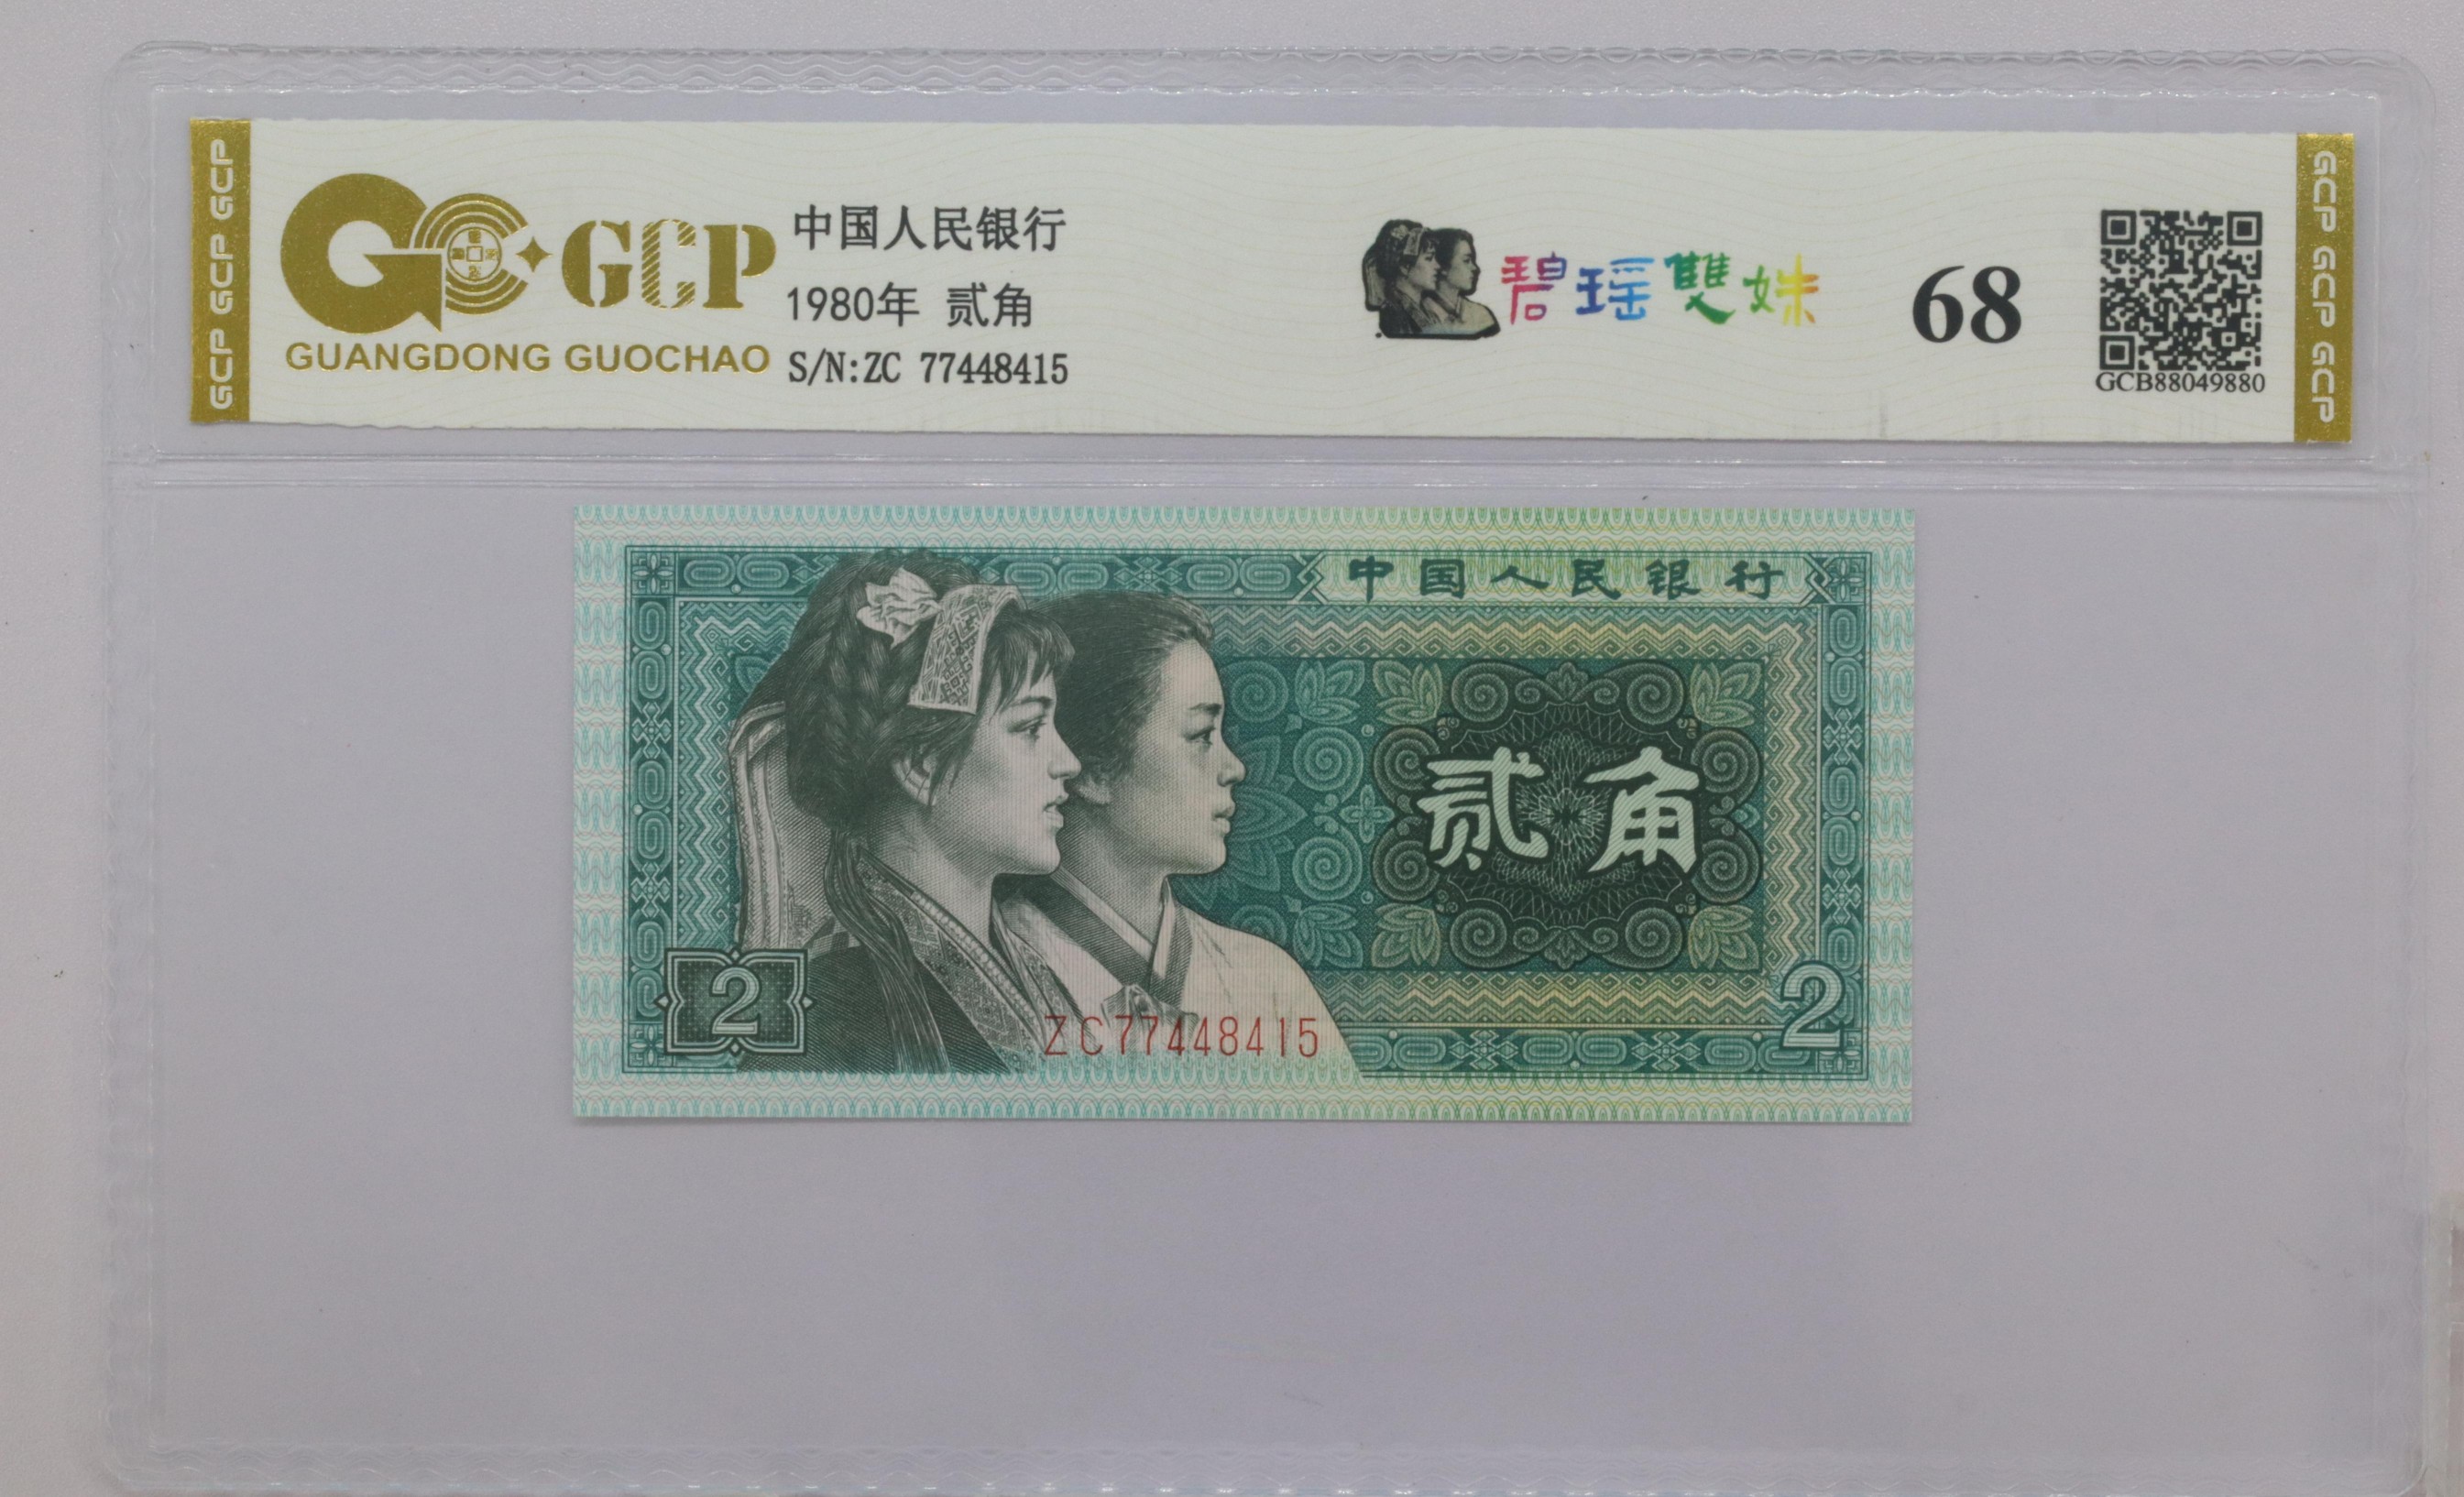 GCP GCP GCP
GCP
GUANGDONG GUOCHAO
中国人民银行
1980年 贰角
S/N:ZC 77448415
碧瑶雙姝
68
GCB88049880
GCP GCP GCP
中国人民银行
贰角
2
ZC77448415
2